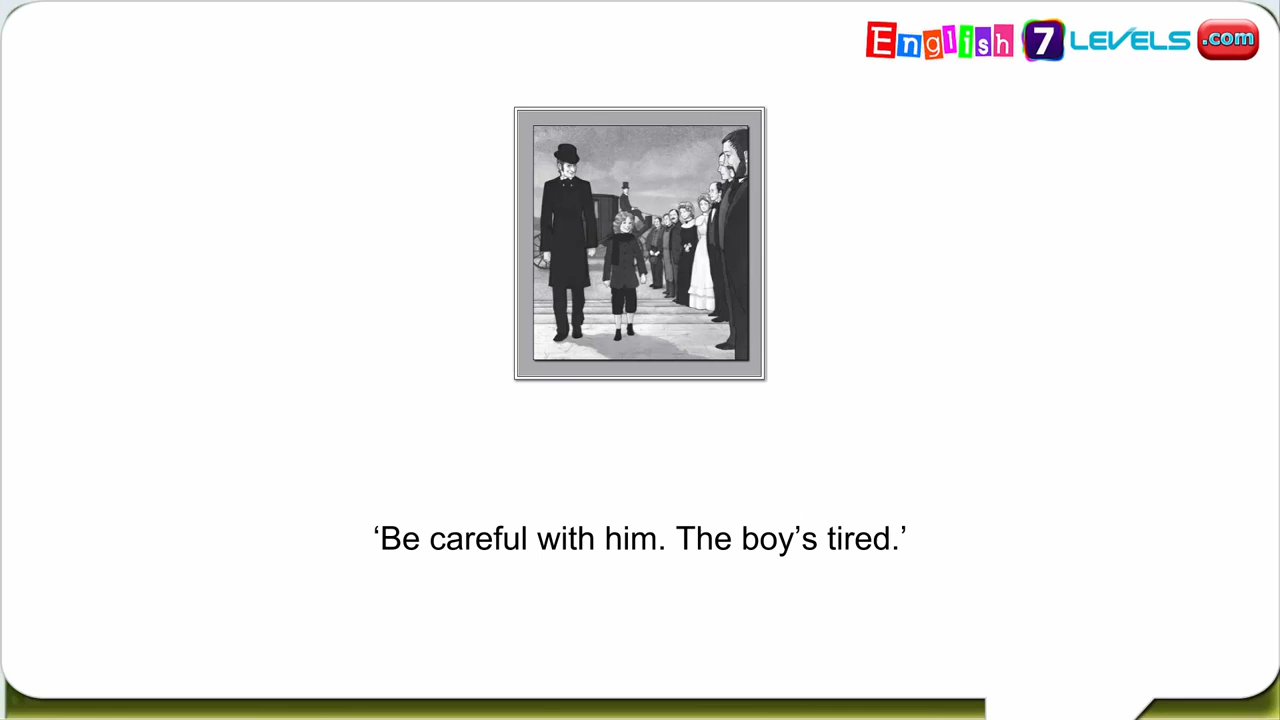 English 7 LEVELS .com
‘Be careful with him. The boy’s tired.’